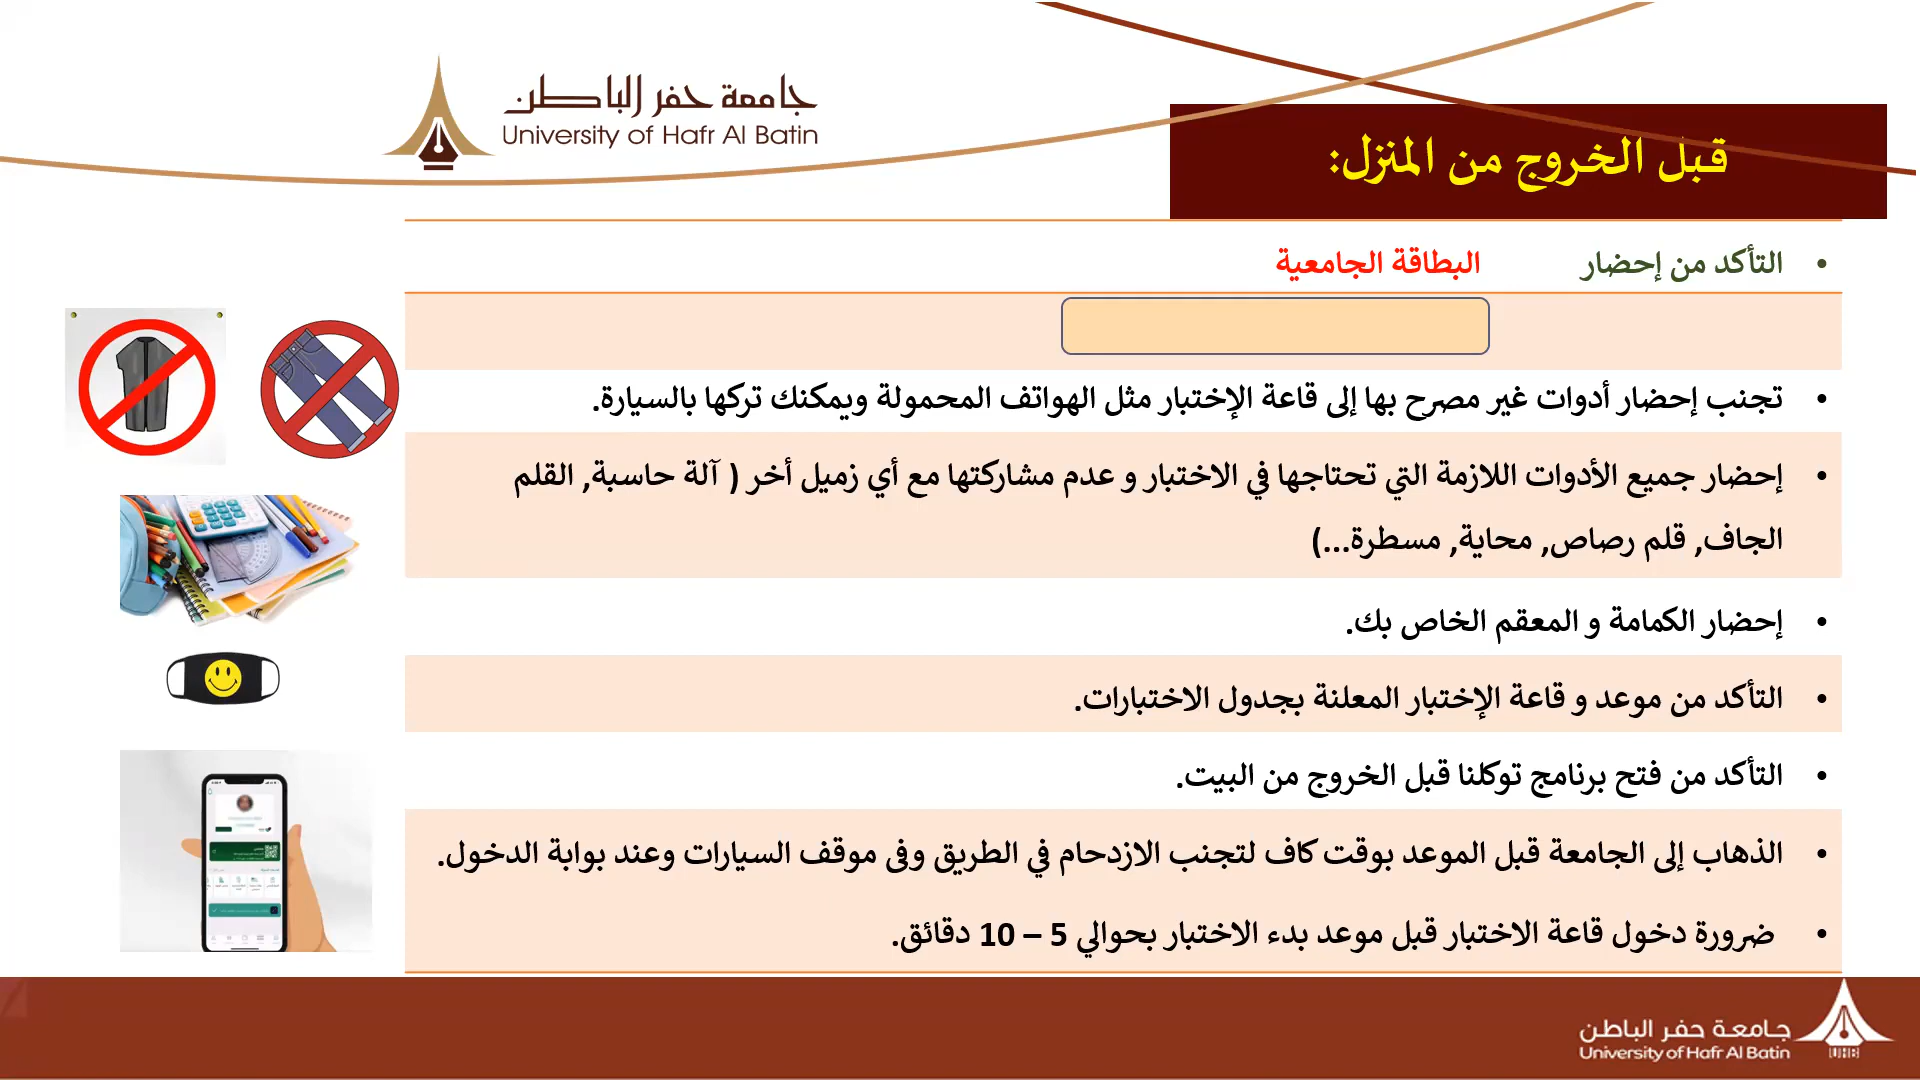 جامعة حفر الباطن
University of Hafr Al Batin
قبل الخروج من المنزل:
• التأكد من إحضار البطاقة الجامعية
• تجنب إحضار أدوات غير مصرح بها إلى قاعة الإختبار مثل الهواتف المحمولة ويمكنك تركها بالسيارة.
• إحضار جميع الأدوات اللازمة التي تحتاجها في الاختبار و عدم مشاركتها مع أي زميل أخر ( آلة حاسبة, القلم
الجاف, قلم رصاص, محاية, مسطرة...)
• إحضار الكمامة و المعقم الخاص بك.
• التأكد من موعد و قاعة الإختبار المعلنة بجدول الاختبارات.
• التأكد من فتح برنامج توكلنا قبل الخروج من البيت.
• الذهاب إلى الجامعة قبل الموعد بوقت كاف لتجنب الازدحام في الطريق وفى موقف السيارات وعند بوابة الدخول.
• ضرورة دخول قاعة الاختبار قبل موعد بدء الاختبار بحوالي 5 – 10 دقائق.
جامعة حفر الباطن
University of Hafr Al Batin